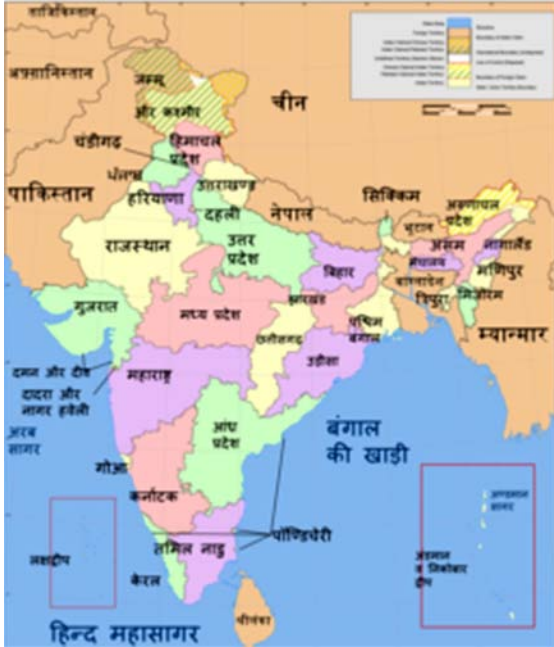 ताजिकिस्तान
अफ़्गानिस्तान
जम्मू
और कश्मीर
चीन
चंडीगढ़
हिमाचल
प्रदेश
पंजाब
पाकिस्तान
हरियाणा
उत्तराखण्ड
दहली
नेपाल
सिक्किम
अरुणाचल
प्रदेश
राजस्थान
उत्तर
प्रदेश
भूटान
असम
नागालैंड
बिहार
मेघालय
मणिपुर
बांग्लादेश
गुजरात
मध्य प्रदेश
झारखंड
त्रिपुरा
मिज़ोरम
छत्तीसगढ़
पश्चिम
बंगाल
म्यान्मार
दमन और दीव
महाराष्ट्र
उडीसा
दादरा और
नागर हवेली
अरब
सागर
आंध्र
प्रदेश
बंगाल
की खाडी
गोआ
कर्नाटक
अण्डमान
सागर
पॉण्डिचेरी
तमिल नाडु
लक्षद्वीप
केरल
अंडमान
व निकोबार
द्वीप
श्रीलंका
हिन्द महासागर